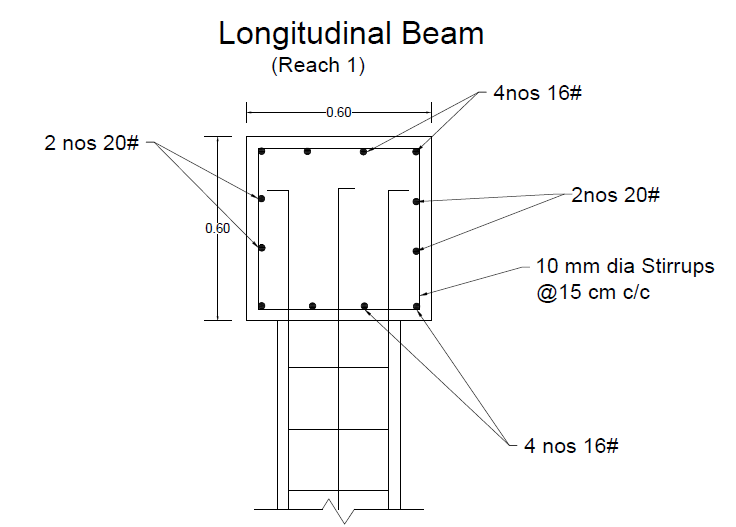 Longitudinal Beam
(Reach 1)
4nos 16#
0.60
2 nos 20#
2nos 20#
0.60
10 mm dia Stirrups
@15 cm c/c
4 nos 16#